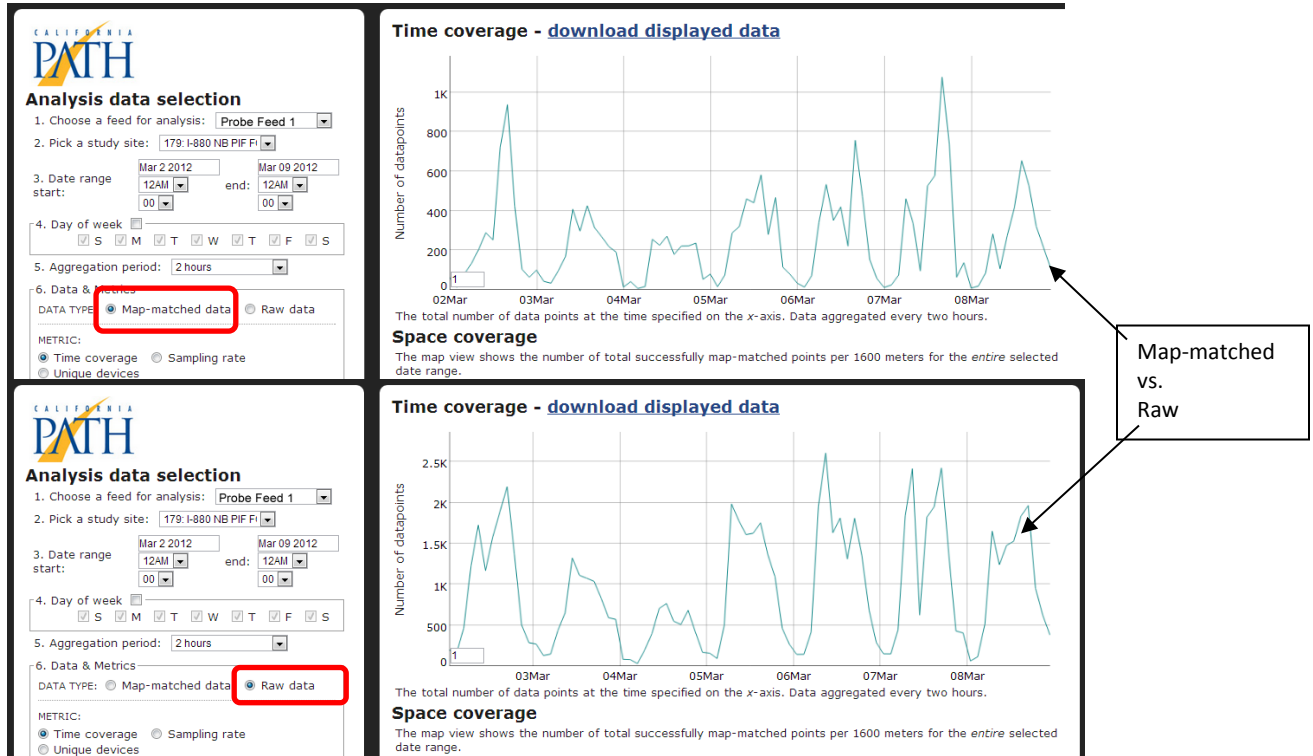 CALIFORNIA
PATH
Analysis data selection
1. Choose a feed for analysis: Probe Feed 1
2. Pick a study site: 179: I-880 NB PIF F
3. Date range start: Mar 2 2012 12AM 00 end: Mar 09 2012 12AM 00
4. Day of week
S M T W T F S
5. Aggregation period: 2 hours
6. Data & Metrics
DATA TYPE: Map-matched data Raw data
METRIC:
Time coverage Sampling rate
Unique devices
Time coverage - download displayed data
Number of datapoints
1K
800
600
400
200
0
1
02Mar 03Mar 04Mar 05Mar 06Mar 07Mar 08Mar
The total number of data points at the time specified on the x-axis. Data aggregated every two hours.
Space coverage
The map view shows the number of total successfully map-matched points per 1600 meters for the entire selected
date range.
Map-matched
vs.
Raw
CALIFORNIA
PATH
Analysis data selection
1. Choose a feed for analysis: Probe Feed 1
2. Pick a study site: 179: I-880 NB PIF F
3. Date range start: Mar 2 2012 12AM 00 end: Mar 09 2012 12AM 00
4. Day of week
S M T W T F S
5. Aggregation period: 2 hours
6. Data & Metrics
DATA TYPE: Map-matched data Raw data
METRIC:
Time coverage Sampling rate
Unique devices
Time coverage - download displayed data
Number of datapoints
2.5K
2K
1.5K
1K
500
0
1
03Mar 04Mar 05Mar 06Mar 07Mar 08Mar
The total number of data points at the time specified on the x-axis. Data aggregated every two hours.
Space coverage
The map view shows the number of total successfully map-matched points per 1600 meters for the entire selected
date range.